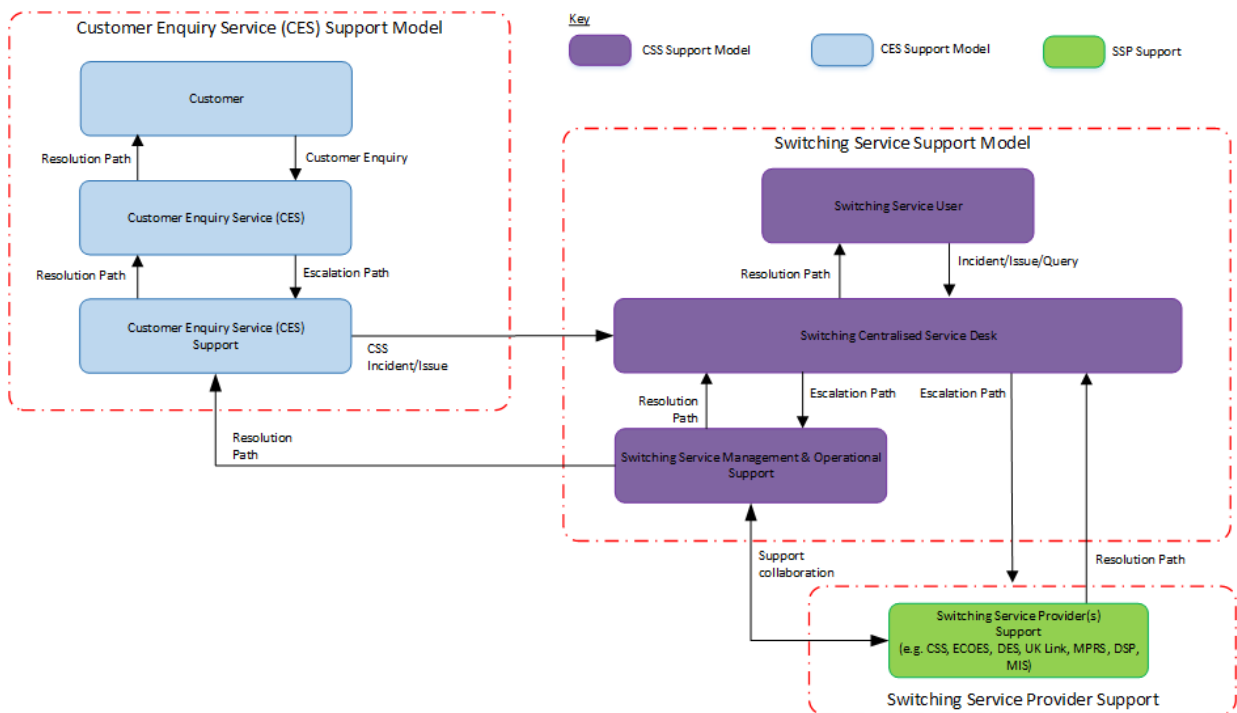 Key
CSS Support Model
CES Support Model
SSP Support
Customer Enquiry Service (CES) Support Model
Customer
Resolution Path
Customer Enquiry
Customer Enquiry Service (CES)
Resolution Path
Escalation Path
Customer Enquiry Service (CES)
Support
CSS
Incident/Issue
Resolution
Path
Switching Service Support Model
Switching Service User
Resolution Path
Incident/Issue/Query
Switching Centralised Service Desk
Resolution
Path
Escalation Path
Escalation Path
Switching Service Management & Operational
Support
Support
collaboration
Resolution Path
Switching Service Provider(s)
Support
(e.g. CSS, ECOES, DES, UK Link, MPRS, DSP,
MIS)
Switching Service Provider Support